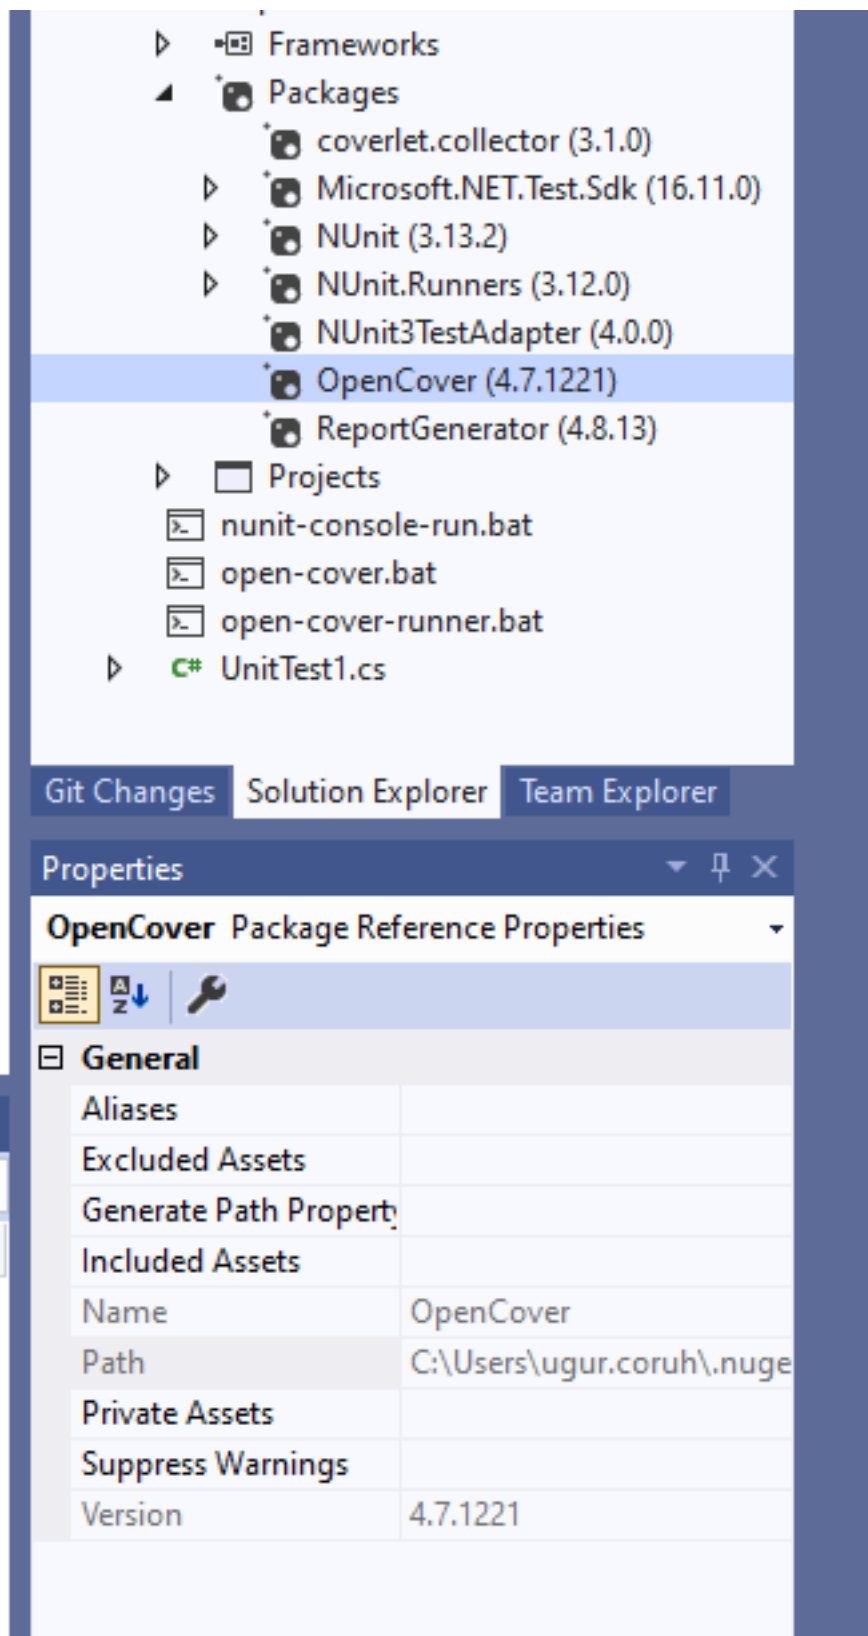 Frameworks
Packages
coverlet.collector (3.1.0)
Microsoft.NET.Test.Sdk (16.11.0)
NUnit (3.13.2)
NUnit.Runners (3.12.0)
NUnit3TestAdapter (4.0.0)
OpenCover (4.7.1221)
ReportGenerator (4.8.13)
Projects
nunit-console-run.bat
open-cover.bat
open-cover-runner.bat
C# UnitTest1.cs
Git Changes Solution Explorer Team Explorer
Properties
OpenCover Package Reference Properties
General
Aliases
Excluded Assets
Generate Path Property
Included Assets
Name OpenCover
Path C:\Users\ugur.coruh\.nuge
Private Assets
Suppress Warnings
Version 4.7.1221